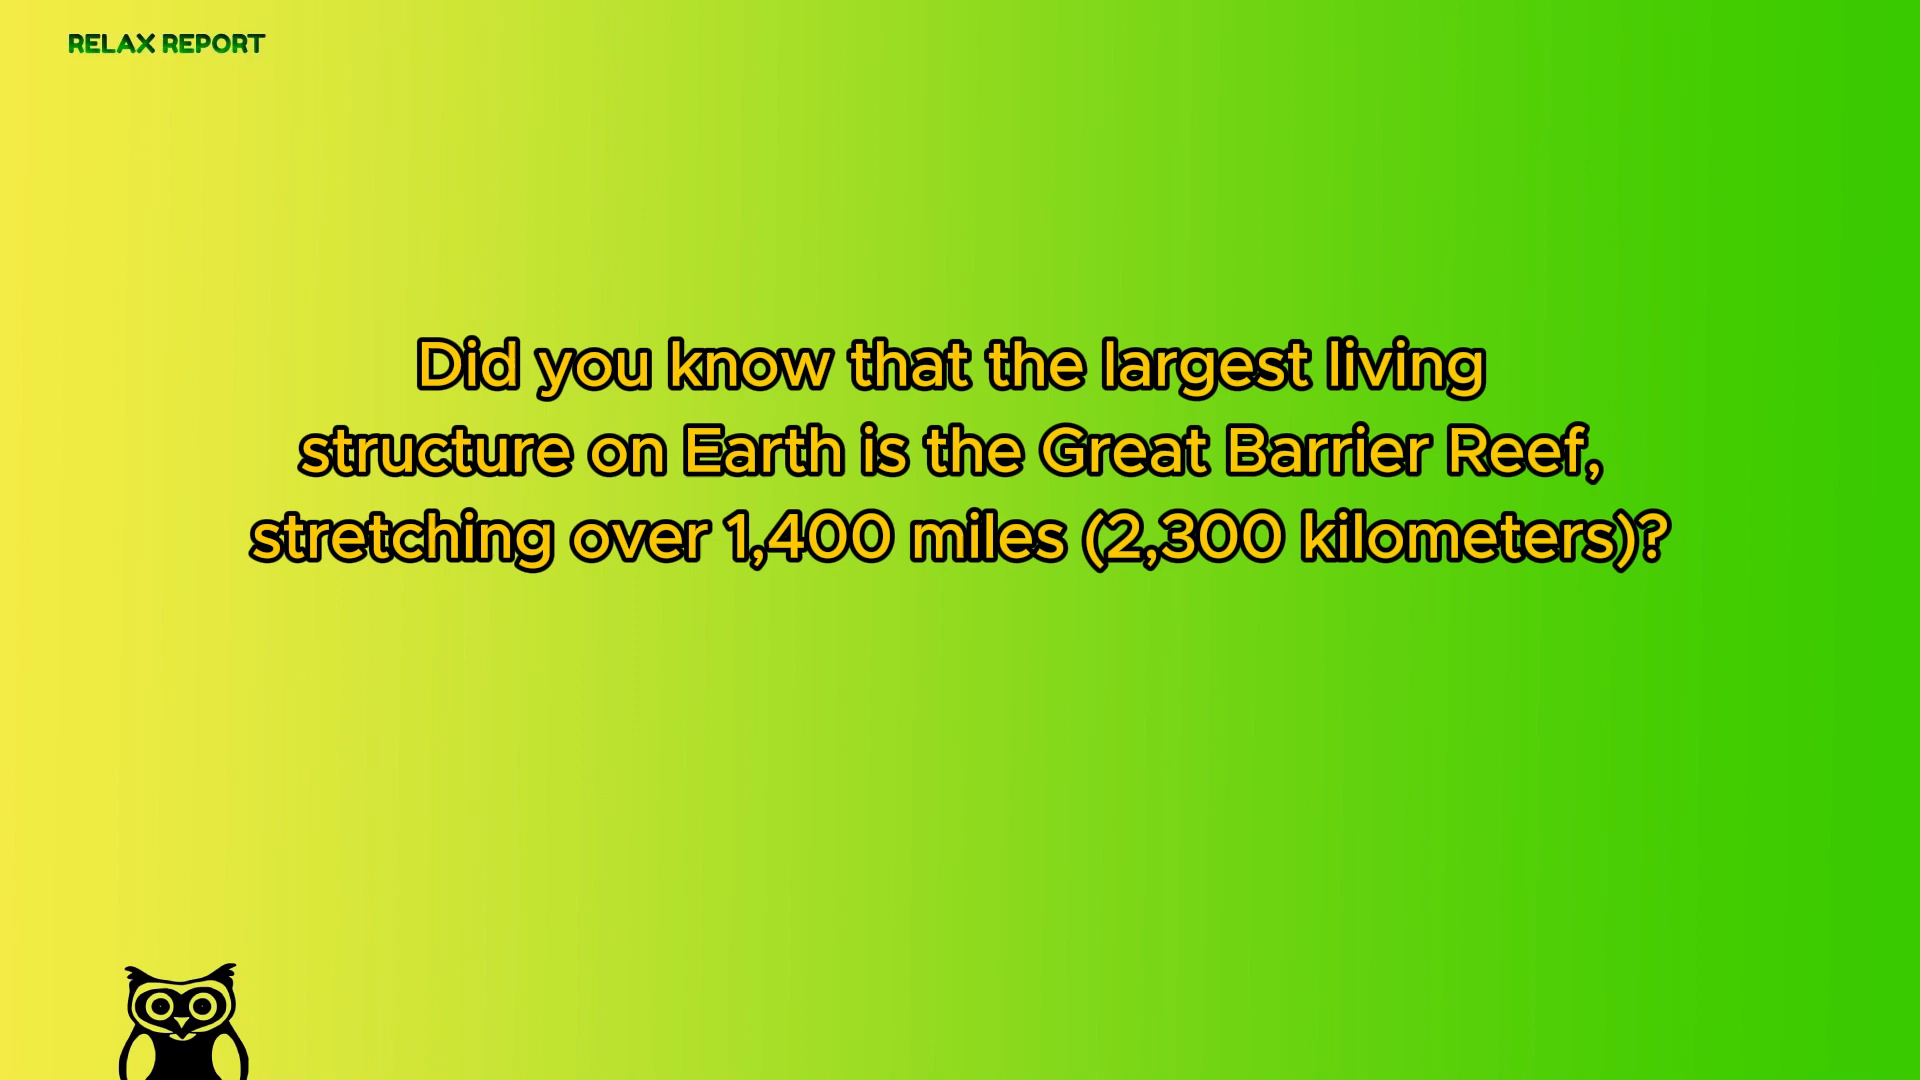 RELAX REPORT
Did you know that the largest living
structure on Earth is the Great Barrier Reef,
stretching over 1,400 miles (2,300 kilometers)?